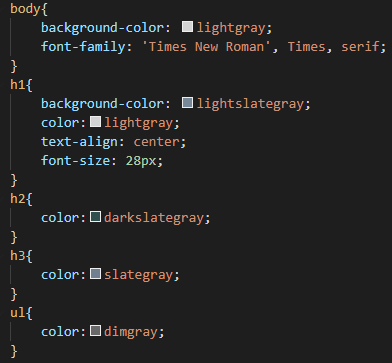 body{
    background-color: lightgray;
    font-family: 'Times New Roman', Times, serif;
}
h1{
    background-color: lightslategray;
    color: lightgray;
    text-align: center;
    font-size: 28px;
}
h2{
    color: darkslategray;
}
h3{
    color: slategray;
}
ul{
    color: dimgray;
}